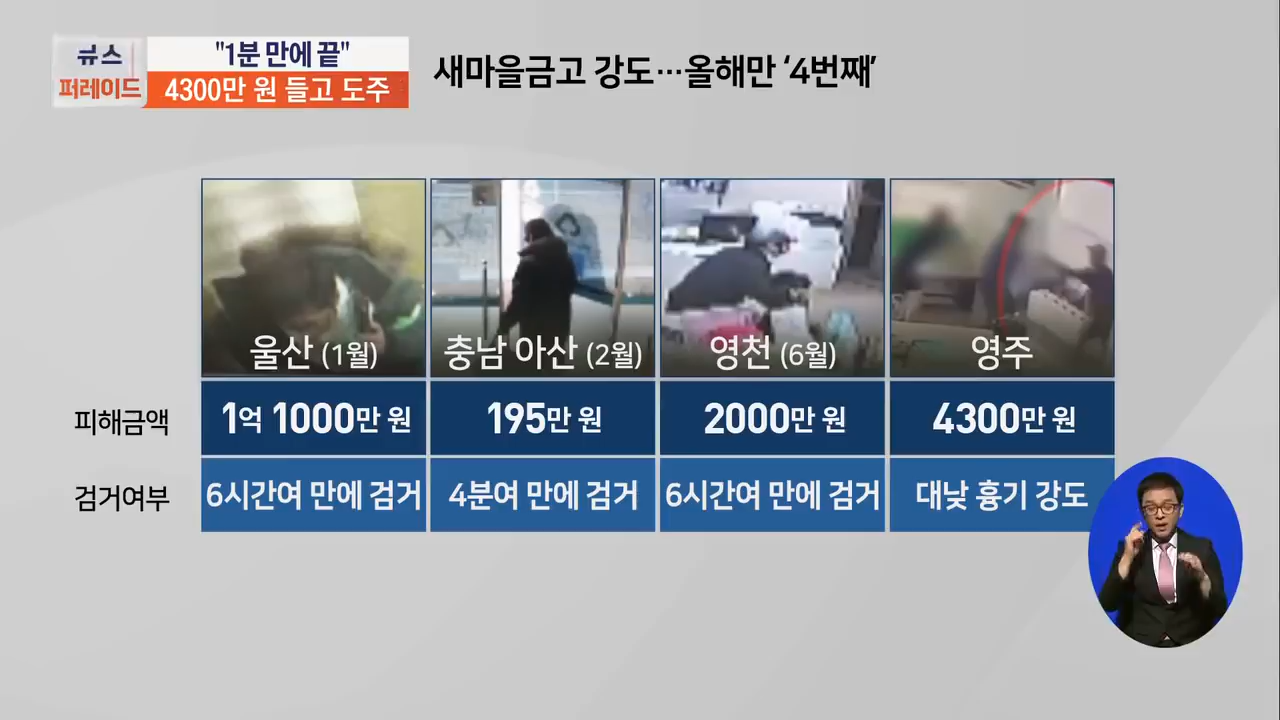 뉴스
퍼레이드
"1분 만에 끝"
4300만 원 들고 도주
새마을금고 강도…올해만 ‘4번째’
울산 (1월) 충남 아산 (2월) 영천 (6월) 영주
피해금액 1억 1000만 원 195만 원 2000만 원 4300만 원
검거여부 6시간여 만에 검거 4분여 만에 검거 6시간여 만에 검거 대낮 흉기 강도